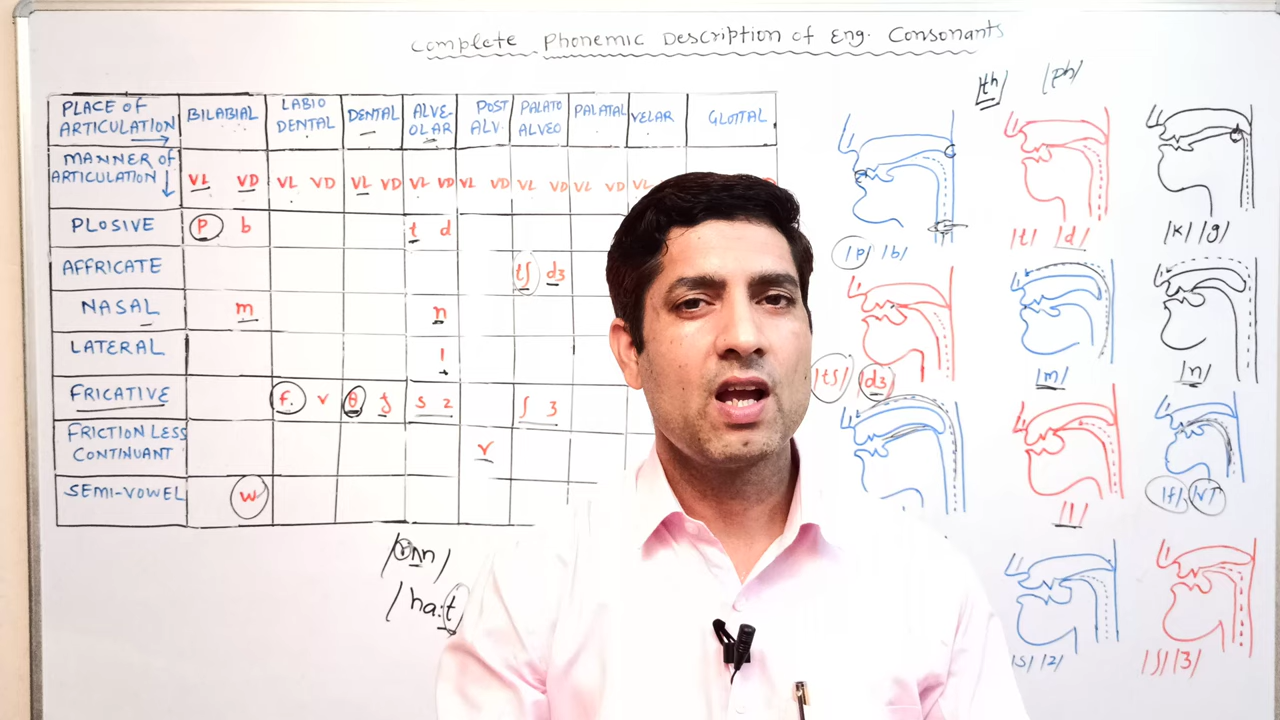 Complete Phonemic Description of Eng. Consonants
|th| |ph|
PLACE OF ARTICULATION BILABIAL LABIO DENTAL DENTAL ALVE-OLAR POST ALV. PALATO ALVEO PALATAL VELAR GLOTTAL
MANNER OF ARTICULATION VL VD VL VD VL VD VL VD VL VD VL VD VL VD VL
PLOSIVE p b t d
AFFRICATE tʃ dʒ
NASAL m n
LATERAL l
FRICATIVE f v θ s z ʃ ʒ
FRICTION LESS CONTINUANT r
SEMI-VOWEL w
|p| |b| |t| |d| |k| |g|
|tʃ| |dʒ| |m| |n|
|l| |f| |v|
|s| |z| |ʃ| |ʒ|
/rʌn/
/ha:t